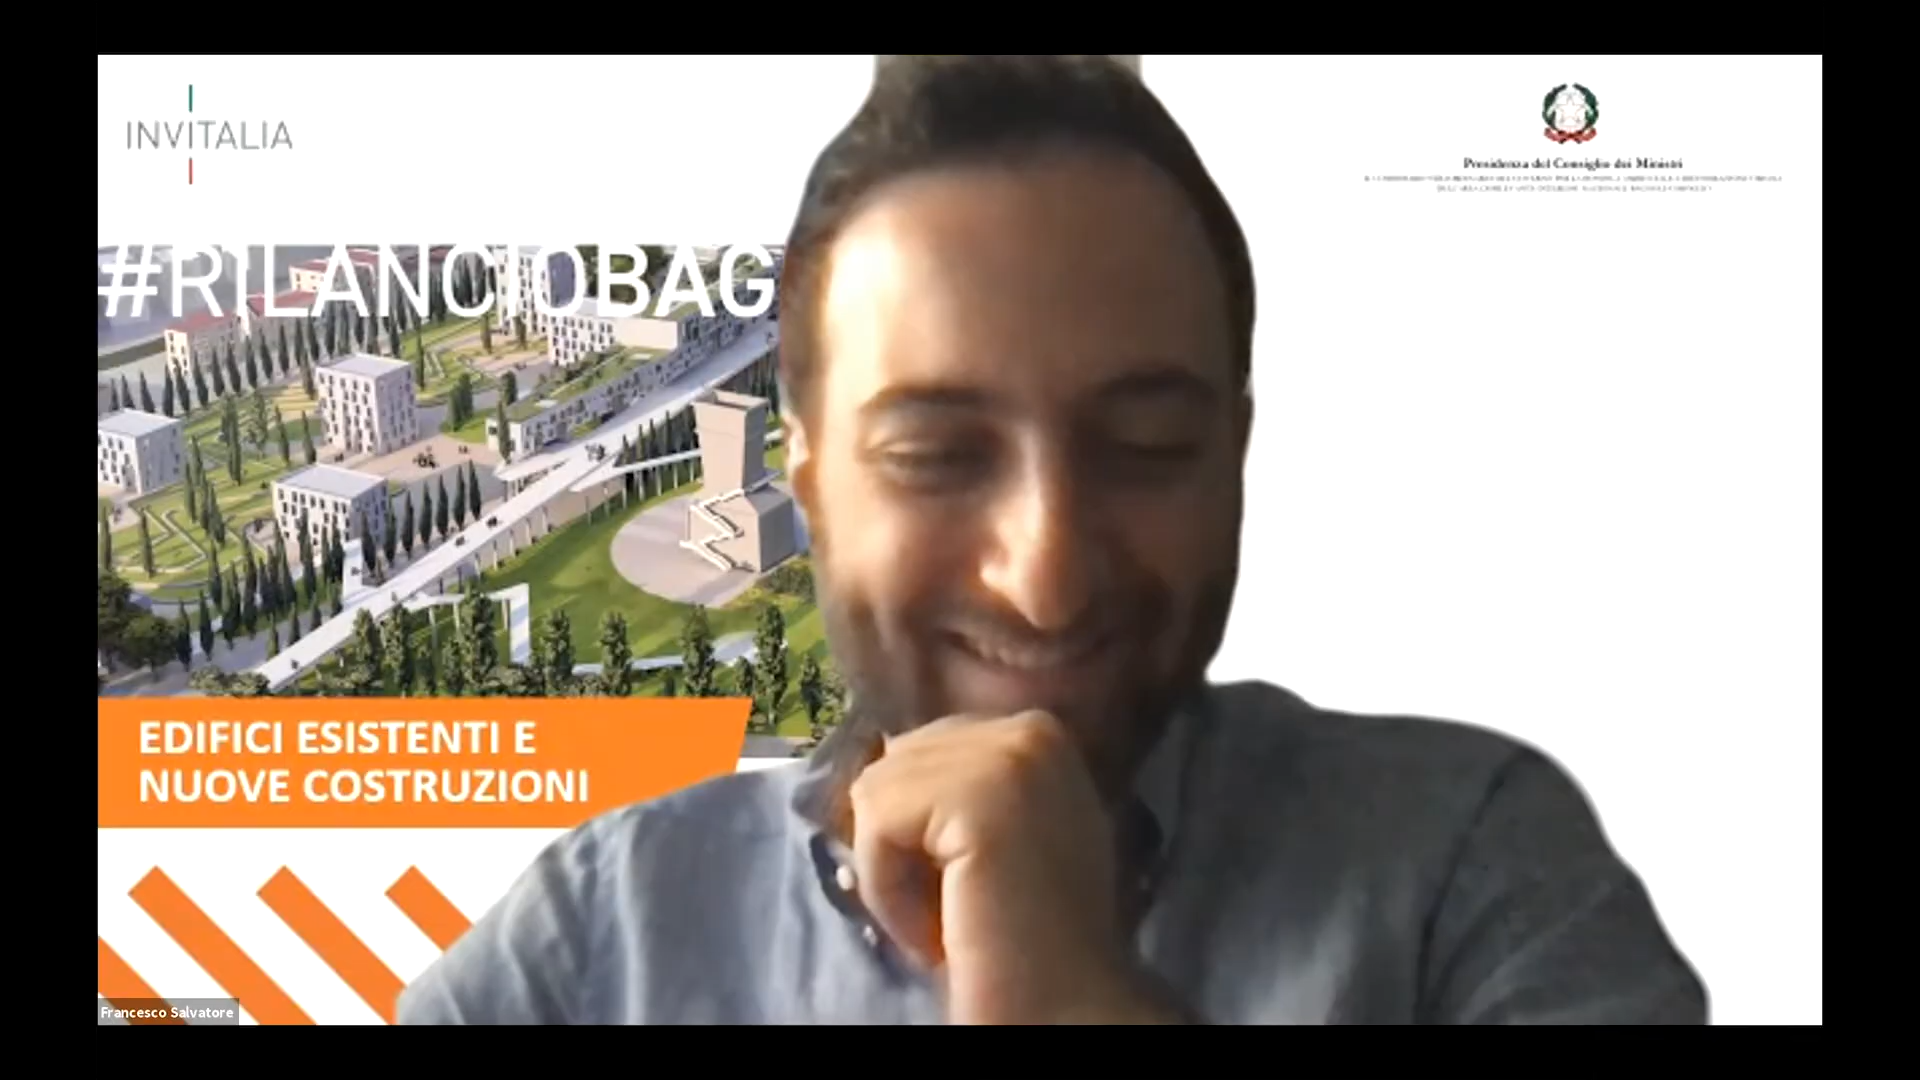 INVITALIA
Presidenza del Consiglio dei Ministri
#RILANCIOBAG
EDIFICI ESISTENTI E
NUOVE COSTRUZIONI
Francesco Salvatore